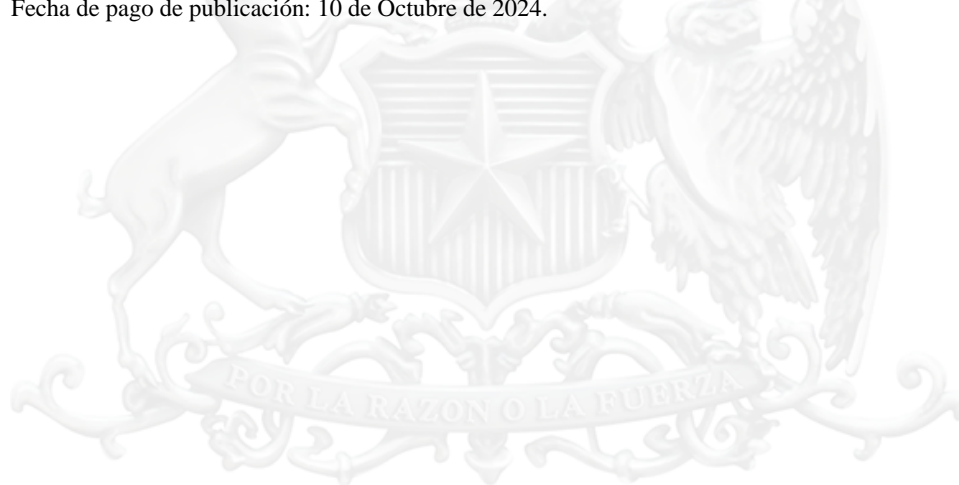 Fecha de pago de publicación: 10 de Octubre de 2024.
POR LA RAZON O LA FUERZA